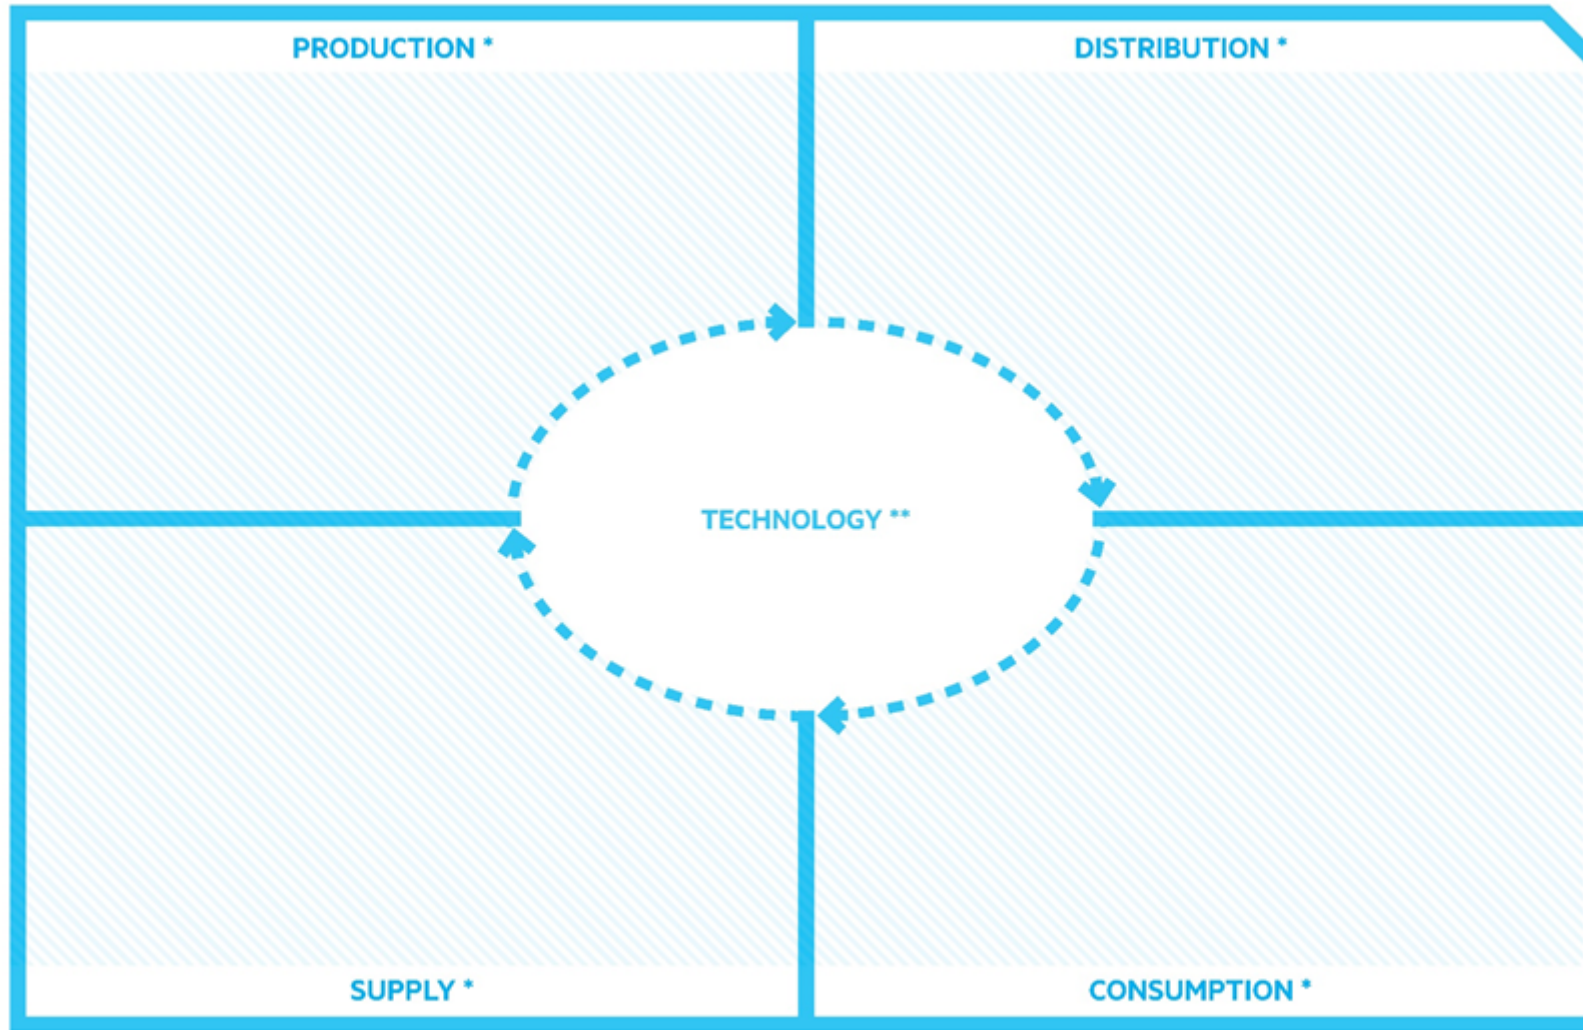 PRODUCTION *
DISTRIBUTION *
TECHNOLOGY **
SUPPLY *
CONSUMPTION *